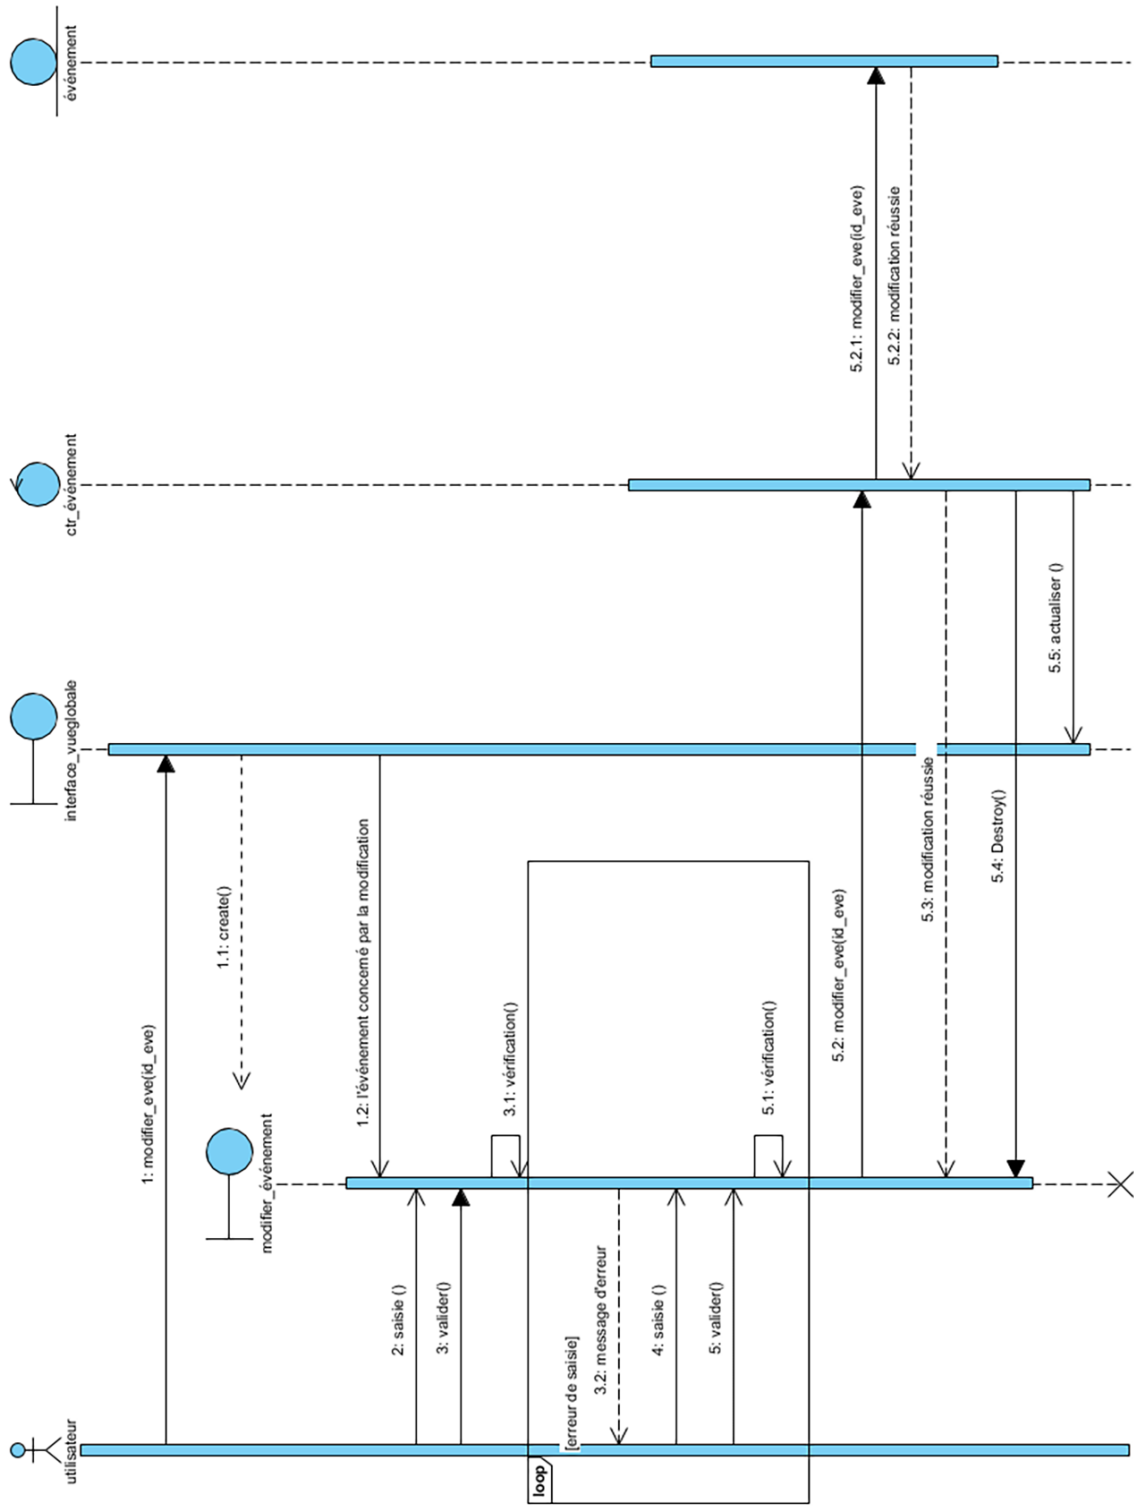 utilisateur
modifier_événement
interface_vueglobale
ctr_événement
événement
1: modifier_eve(id_eve)
1.1: create()
1.2: l'événement concerné par la modification
2: saisie ()
3: valider()
3.1: vérification()
loop
[erreur de saisie]
3.2: message d'erreur
4: saisie ()
5: valider()
5.1: vérification()
5.2: modifier_eve(id_eve)
5.2.1: modifier_eve(id_eve)
5.2.2: modification réussie
5.3: modification réussie
5.4: Destroy()
5.5: actualiser ()